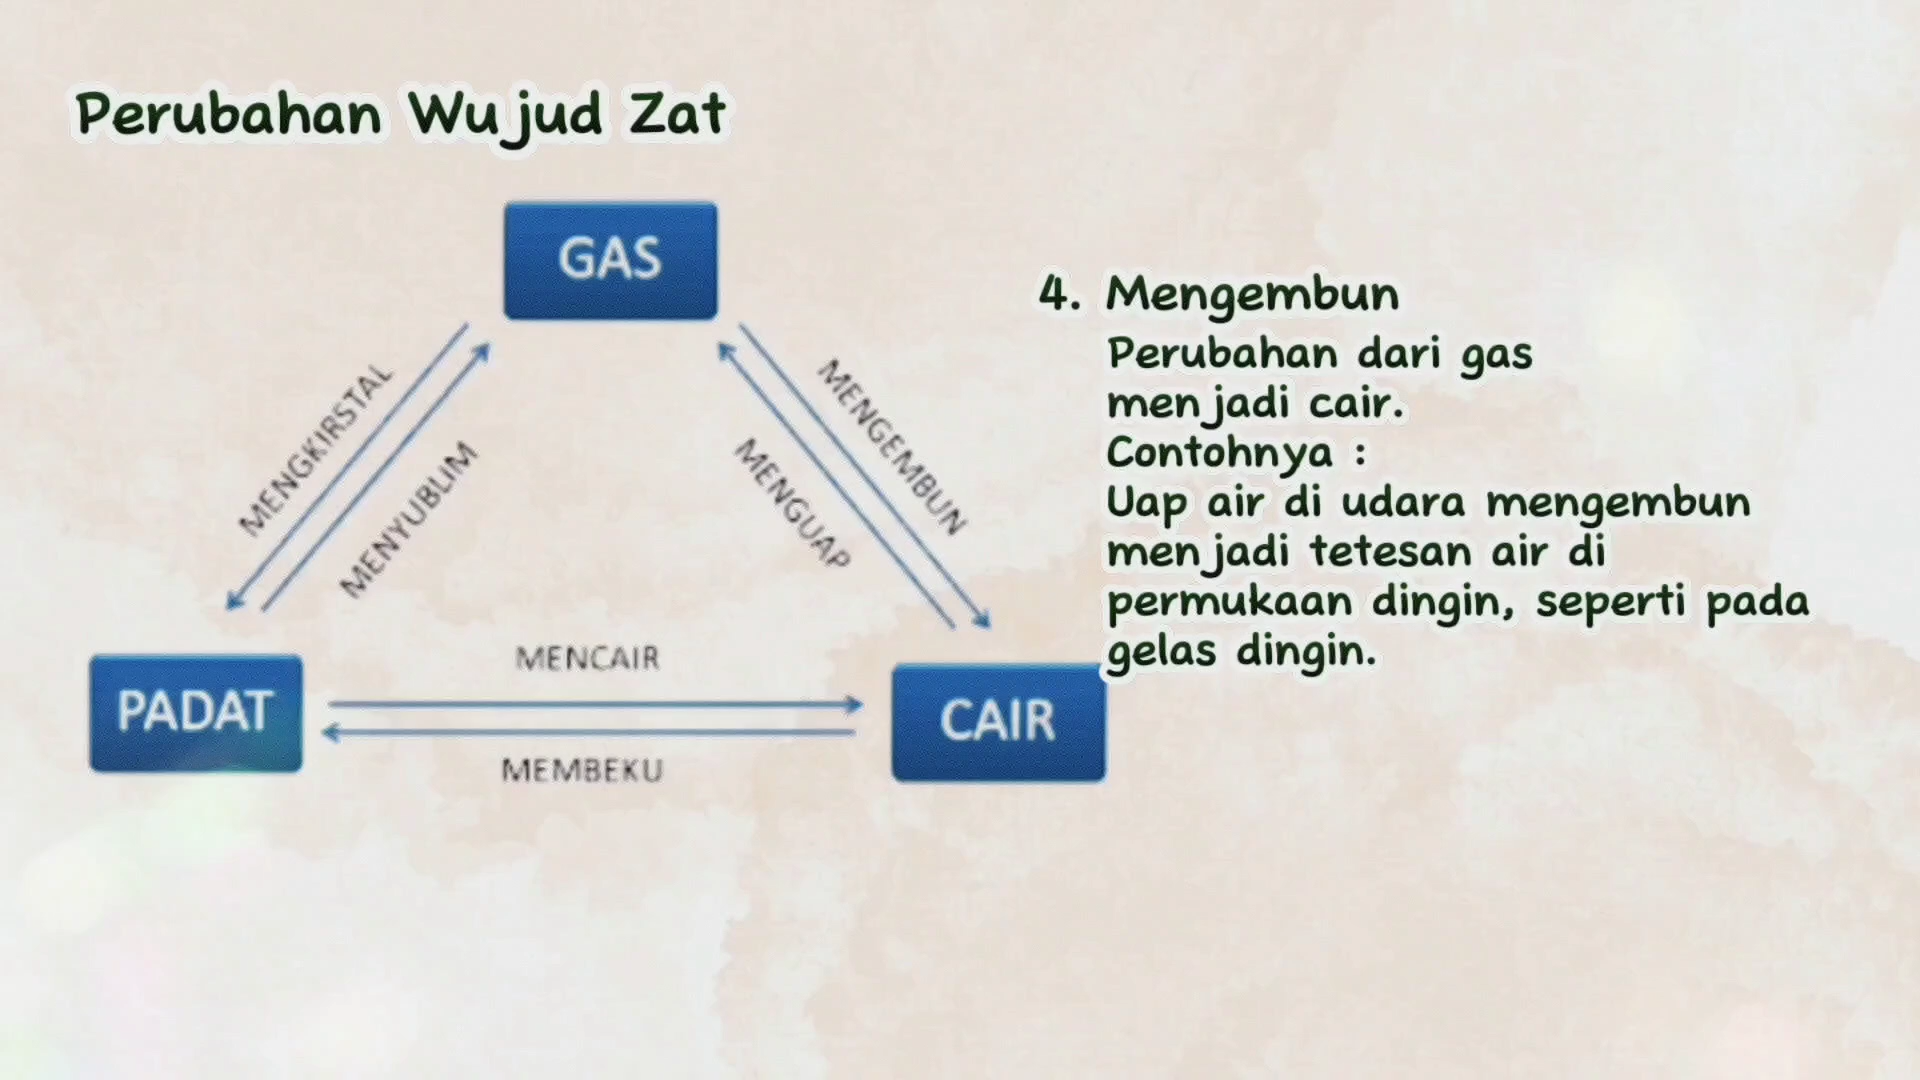 Perubahan Wujud Zat
GAS
MENGKIRSTAL
MENYUBLIM
MENGEMBUN
MENGUAP
PADAT
MENCAIR
MEMBEKU
CAIR
4. Mengembun
Perubahan dari gas
menjadi cair.
Contohnya :
Uap air di udara mengembun
menjadi tetesan air di
permukaan dingin, seperti pada
gelas dingin.